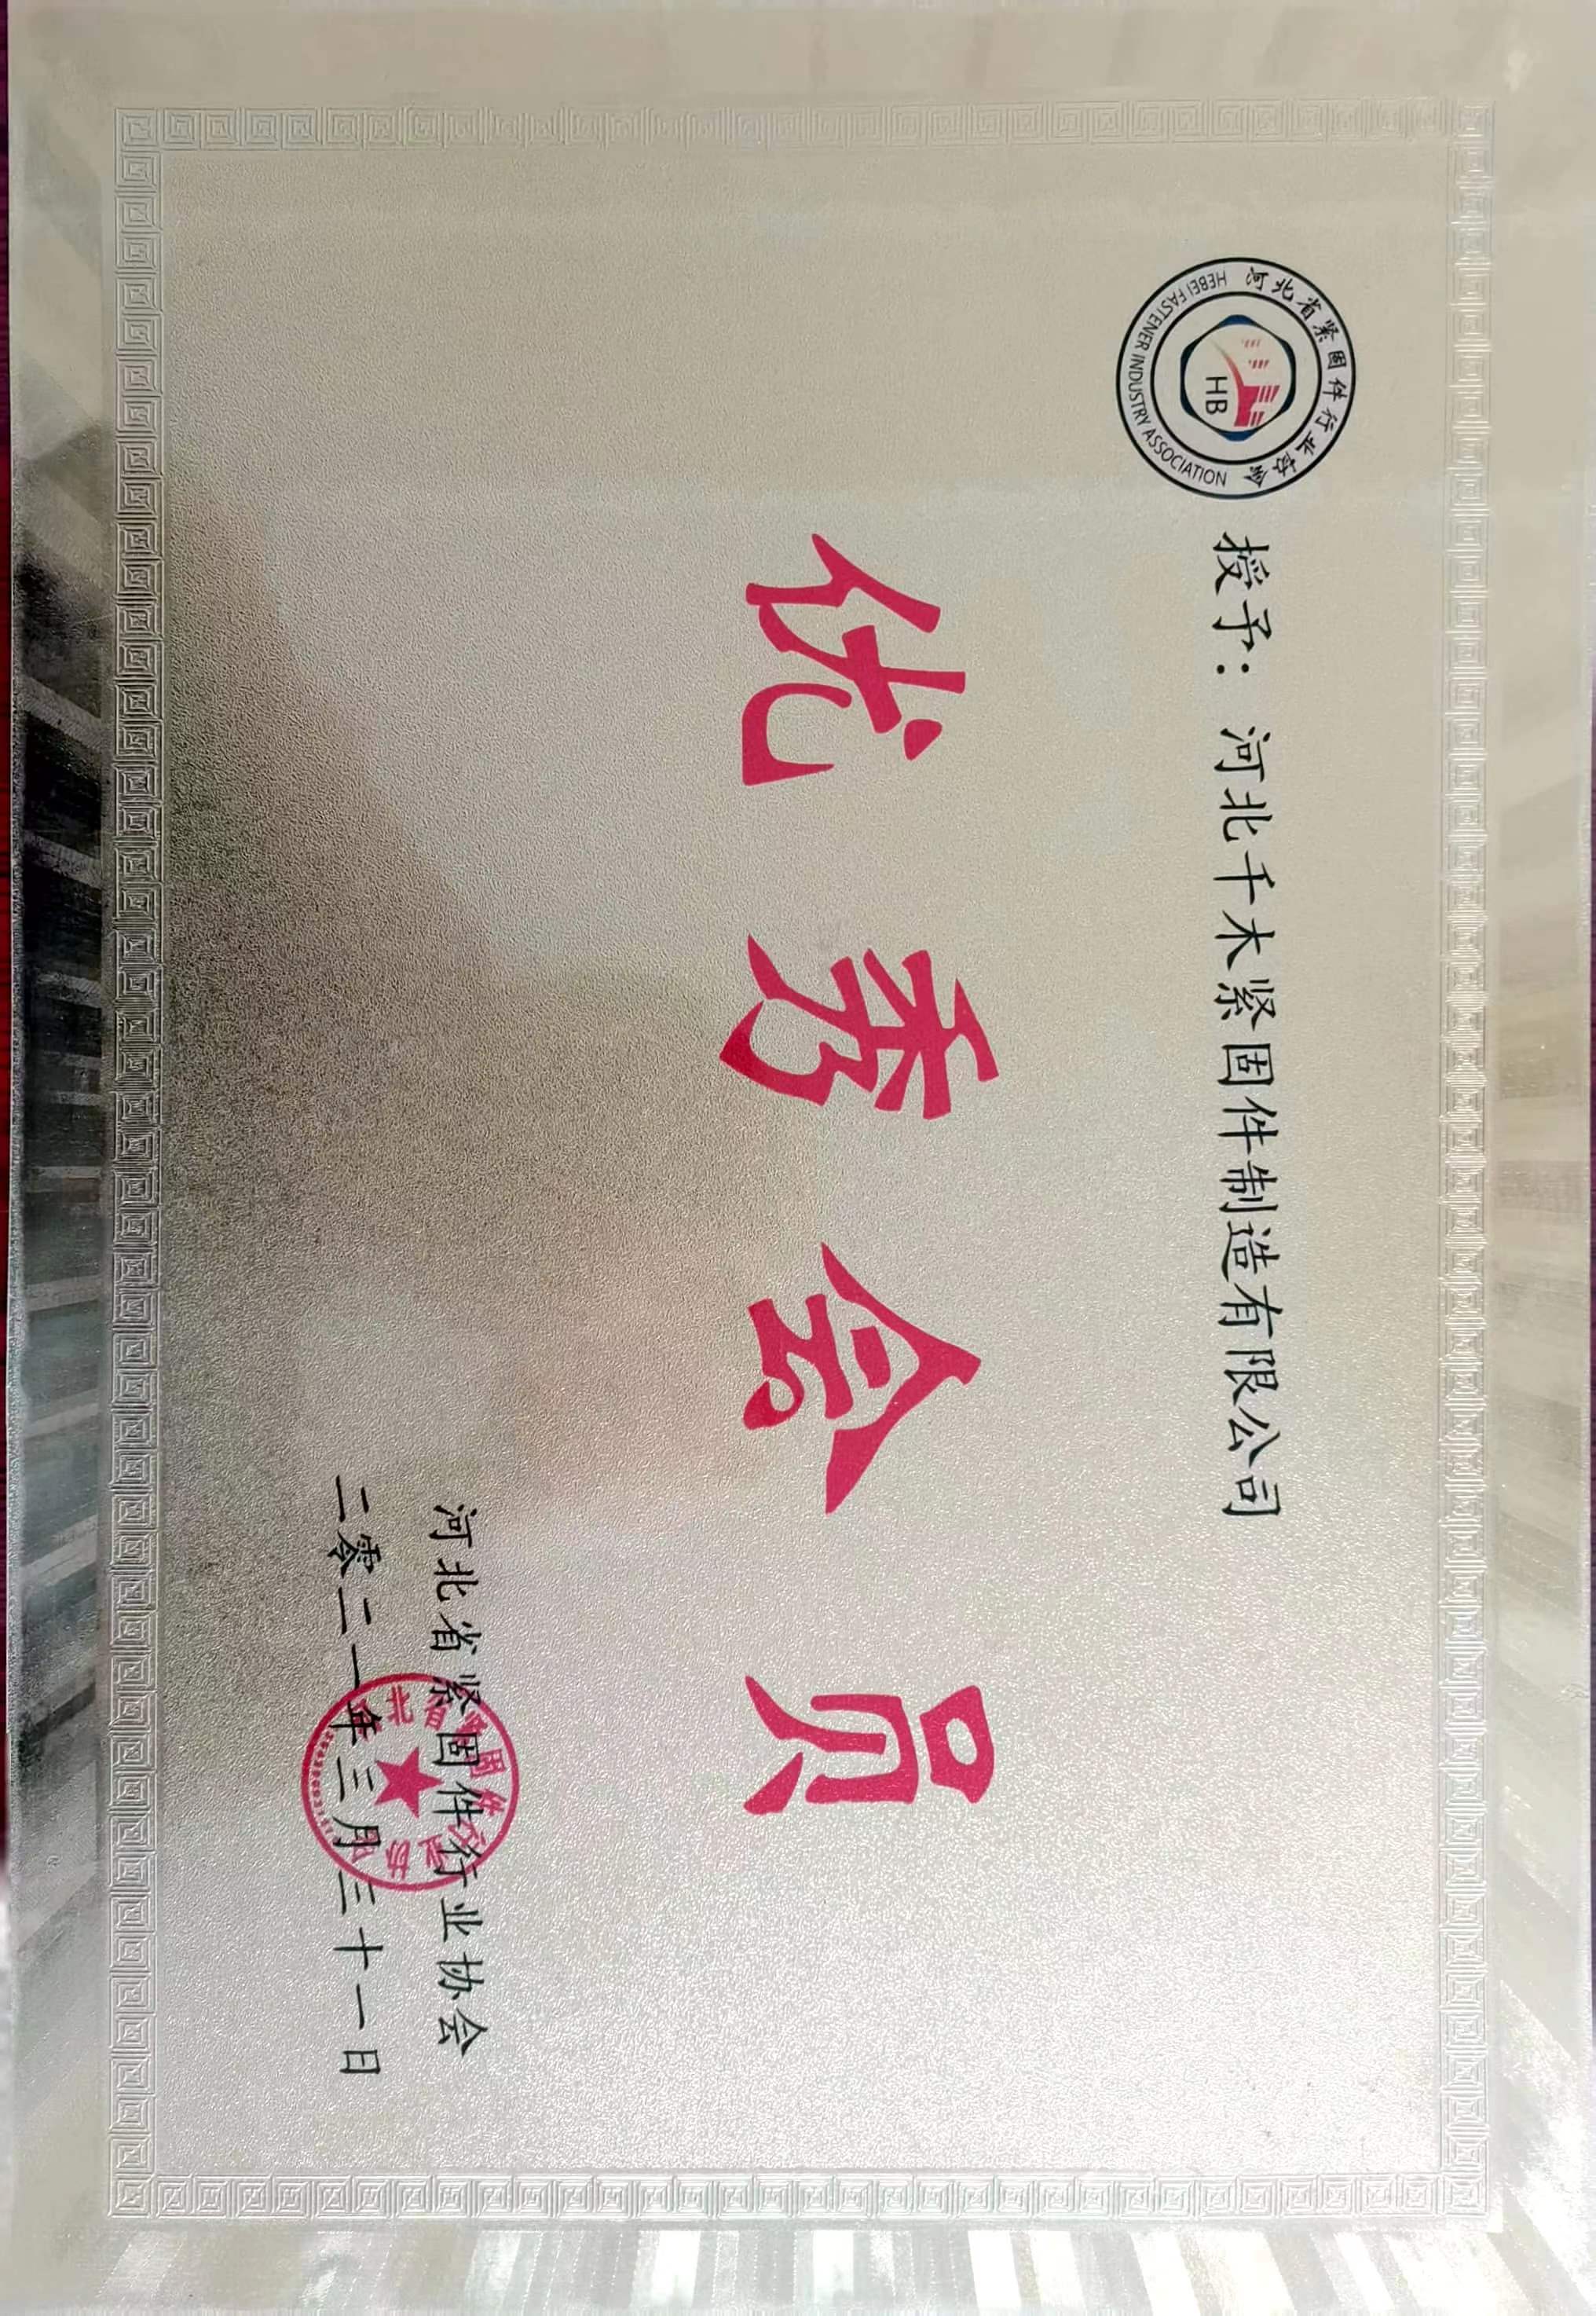 河北省紧固件行业协会
HEBEI FASTENER INDUSTRY ASSOCIATION
HB
授予：河北千木紧固件制造有限公司
优秀会员
河北省紧固件行业协会
二零二一年三月三十一日